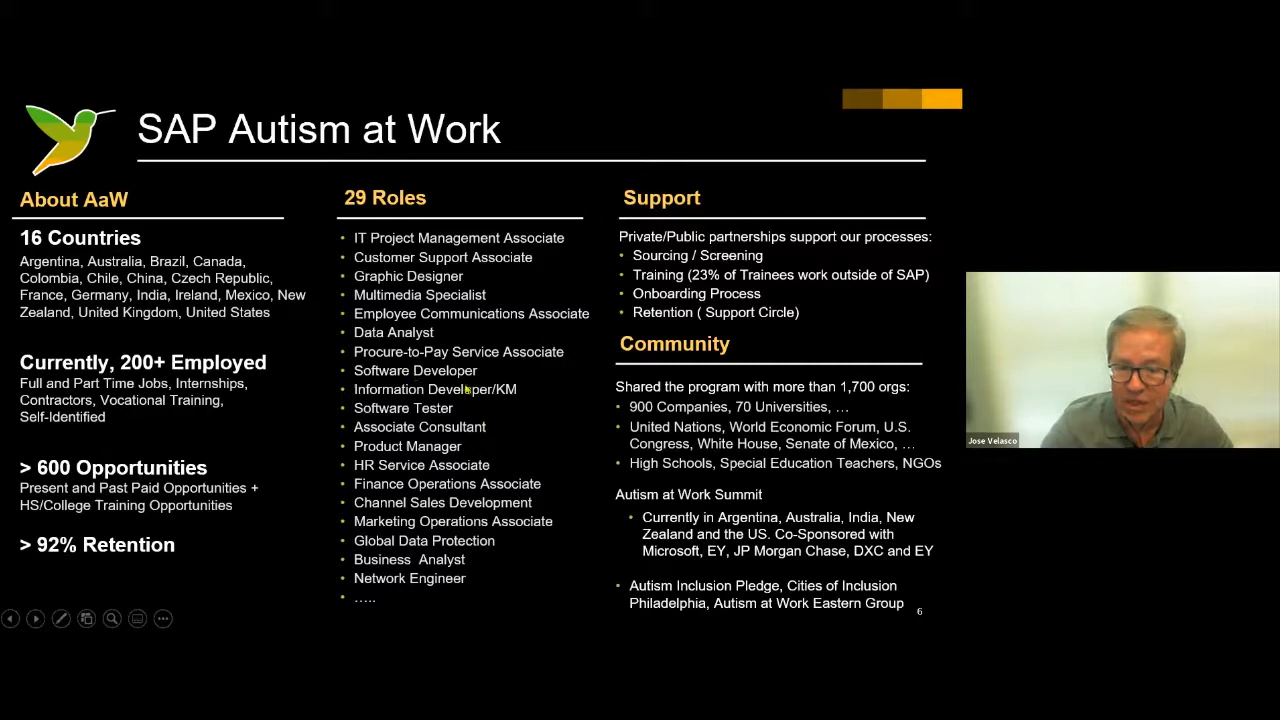 SAP Autism at Work
About AaW
16 Countries
Argentina, Australia, Brazil, Canada,
Colombia, Chile, China, Czech Republic,
France, Germany, India, Ireland, Mexico, New
Zealand, United Kingdom, United States
Currently, 200+ Employed
Full and Part Time Jobs, Internships,
Contractors, Vocational Training,
Self-Identified
> 600 Opportunities
Present and Past Paid Opportunities +
HS/College Training Opportunities
> 92% Retention
29 Roles
• IT Project Management Associate
• Customer Support Associate
• Graphic Designer
• Multimedia Specialist
• Employee Communications Associate
• Data Analyst
• Procure-to-Pay Service Associate
• Software Developer
• Information Developer/KM
• Software Tester
• Associate Consultant
• Product Manager
• HR Service Associate
• Finance Operations Associate
• Channel Sales Development
• Marketing Operations Associate
• Global Data Protection
• Business Analyst
• Network Engineer
• …..
Support
Private/Public partnerships support our processes:
• Sourcing / Screening
• Training (23% of Trainees work outside of SAP)
• Onboarding Process
• Retention ( Support Circle)
Community
Shared the program with more than 1,700 orgs:
• 900 Companies, 70 Universities, …
• United Nations, World Economic Forum, U.S.
Congress, White House, Senate of Mexico, …
• High Schools, Special Education Teachers, NGOs
Autism at Work Summit
• Currently in Argentina, Australia, India, New
Zealand and the US. Co-Sponsored with
Microsoft, EY, JP Morgan Chase, DXC and EY
• Autism Inclusion Pledge, Cities of Inclusion
Philadelphia, Autism at Work Eastern Group
6
Jose Velasco